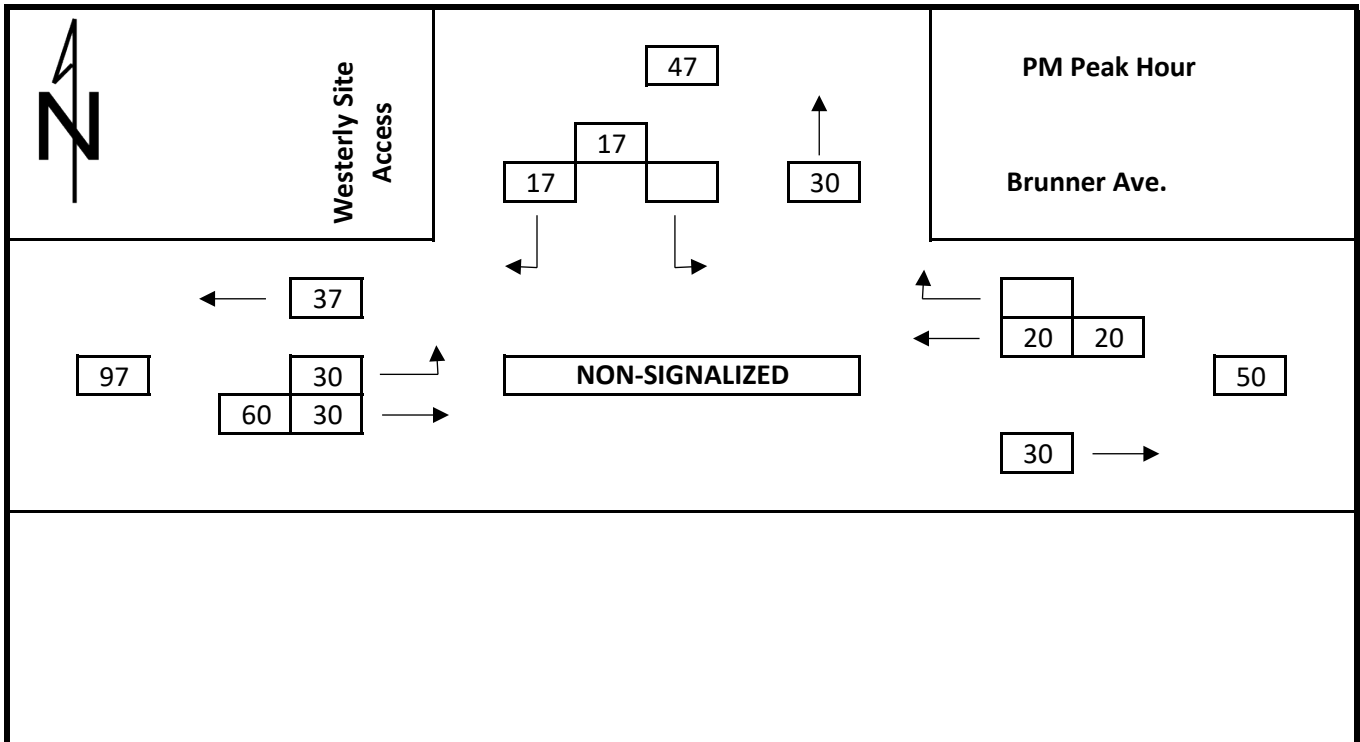 N
Westerly Site
Access
47
17
17
30
PM Peak Hour
Brunner Ave.
37
97
30
60 30
NON-SIGNALIZED
20 20
50
30